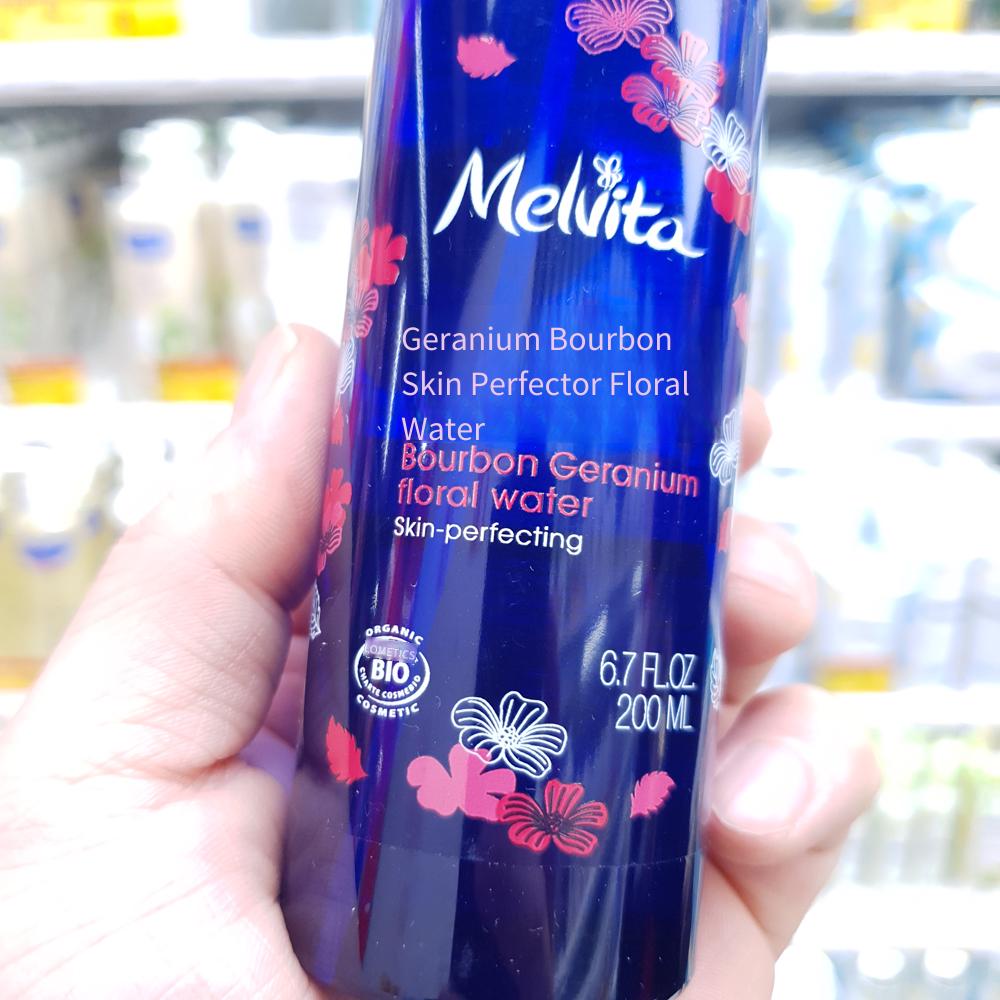 Melvita
Geranium Bourbon
Skin Perfector Floral
Water
Bourbon Geranium
floral water
Skin-perfecting
ORGANIC
BIO
CHARTE COSMEBIO
COSMETIC
6.7 FL.OZ
200 ML